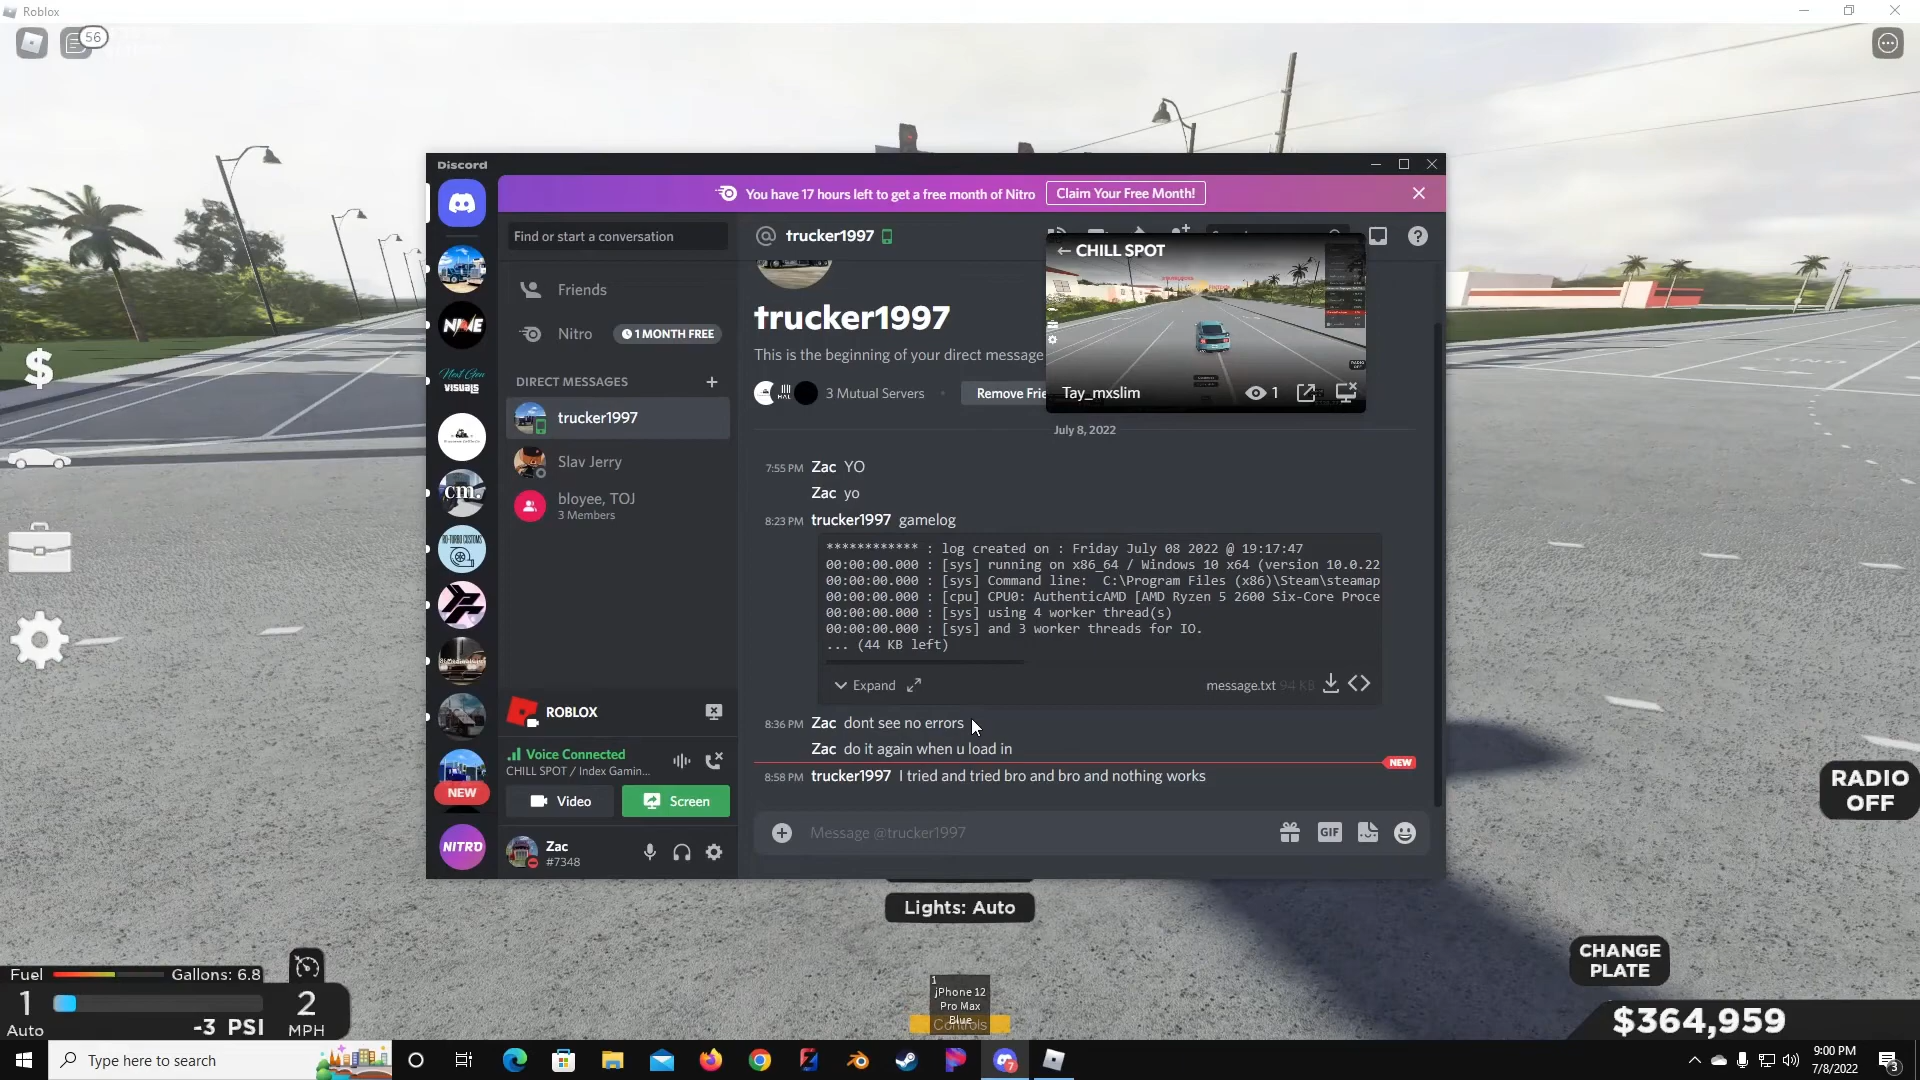 Roblox
56
Discord
You have 17 hours left to get a free month of Nitro
Claim Your Free Month!
Find or start a conversation
trucker1997
CHILL SPOT
Tay_mxslim
1
Friends
Nitro
1 MONTH FREE
DIRECT MESSAGES
trucker1997
Slav Jerry
bloyee, TOJ
3 Members
NINE
Next Gen
VISUALS
cm.
trucker1997
This is the beginning of your direct message
3 Mutual Servers
Remove Frie
July 8, 2022
7:55 PM Zac YO
Zac yo
8:23 PM trucker1997 gamelog
************ : log created on : Friday July 08 2022 @ 19:17:47
00:00:00.000 : [sys] running on x86_64 / Windows 10 x64 (version 10.0.22
00:00:00.000 : [sys] Command line: C:\Program Files (x86)\Steam\steamap
00:00:00.000 : [cpu] CPU0: AuthenticAMD [AMD Ryzen 5 2600 Six-Core Proce
00:00:00.000 : [sys] using 4 worker thread(s)
00:00:00.000 : [sys] and 3 worker threads for IO.
... (44 KB left)
Expand
message.txt 94 KB
8:36 PM Zac dont see no errors
Zac do it again when u load in
NEW
8:58 PM trucker1997 I tried and tried bro and bro and nothing works
Message @trucker1997
GIF
ROBLOX
Voice Connected
CHILL SPOT / Index Gamin...
Video
Screen
NEW
NITRO
Zac
#7348
RADIO
OFF
Lights: Auto
CHANGE
PLATE
$364,959
Fuel
Gallons: 6.8
1
Auto
-3 PSI
2
MPH
1
jPhone 12
Pro Max
Blue
Controls
Type here to search
7
9:00 PM
7/8/2022
3